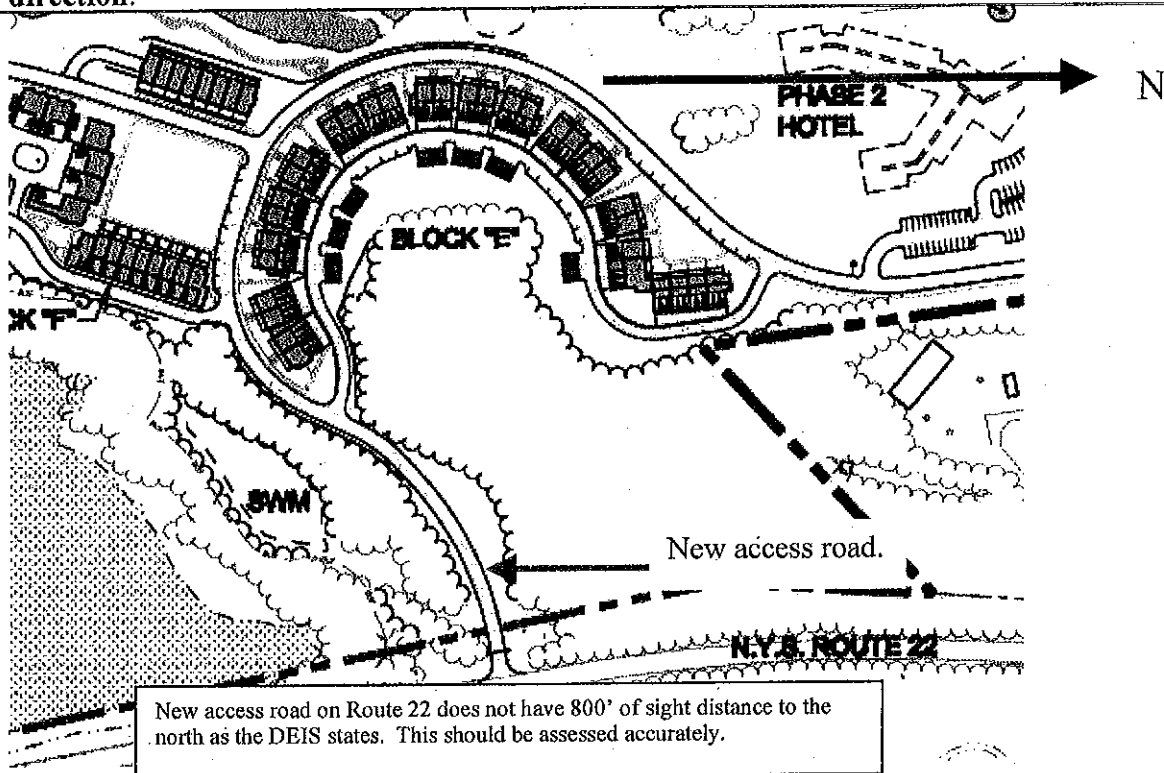 direction.
N
PHASE 2
HOTEL
BLOCK "E"
CK "F"
SWM
New access road.
N.Y.S. ROUTE 22
New access road on Route 22 does not have 800' of sight distance to the
north as the DEIS states. This should be assessed accurately.